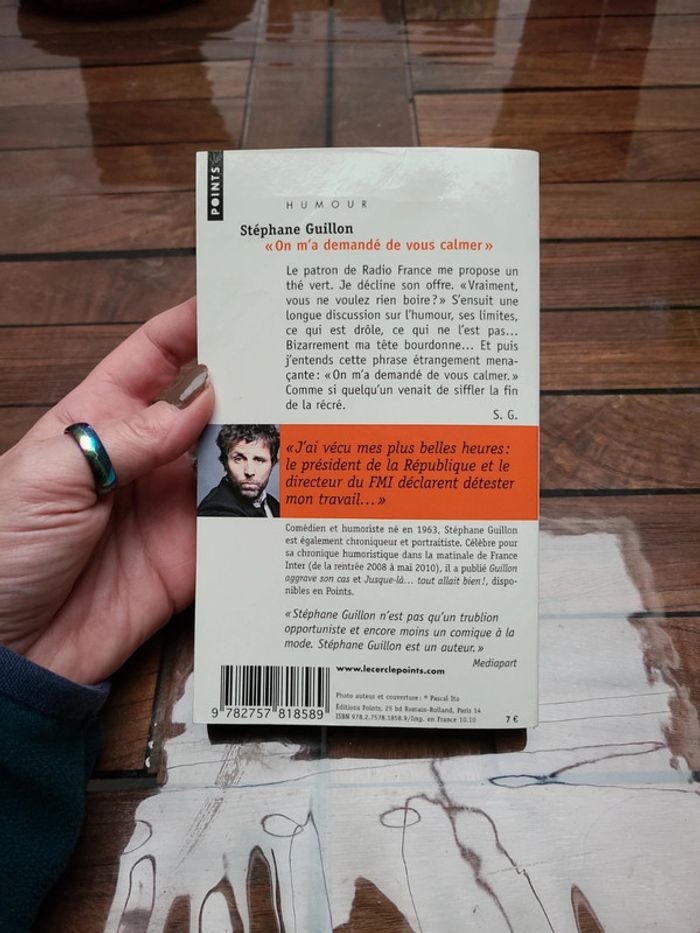 POINTS
HUMOUR
Stéphane Guillon
« On m'a demandé de vous calmer »
Le patron de Radio France me propose un
thé vert. Je décline son offre. « Vraiment,
vous ne voulez rien boire ? » S'ensuit une
longue discussion sur l'humour, ses limites,
ce qui est drôle, ce qui ne l'est pas…
Bizarrement ma tête bourdonne… Et puis
j'entends cette phrase étrangement mena-
çante : « On m'a demandé de vous calmer. »
Comme si quelqu'un venait de siffler la fin
de la récré.
S. G.
« J'ai vécu mes plus belles heures :
le président de la République et le
directeur du FMI déclarent détester
mon travail… »
Comédien et humoriste né en 1963, Stéphane Guillon
est également chroniqueur et portraitiste. Célèbre pour
sa chronique humoristique dans la matinale de France
Inter (de la rentrée 2008 à mai 2010), il a publié Guillon
aggrave son cas et Jusque-là… tout allait bien !, dispo-
nibles en Points.
« Stéphane Guillon n'est pas qu'un trublion
opportuniste et encore moins un comique à la
mode. Stéphane Guillon est un auteur. »
Mediapart
www.lecerclepoints.com
Photo auteur et couverture : © Pascal Ito
Éditions Points, 25 bd Romain-Rolland, Paris 14
ISBN 978.2.7578.1858.9/Imp. en France 10.10
7 €
9 782757 818589